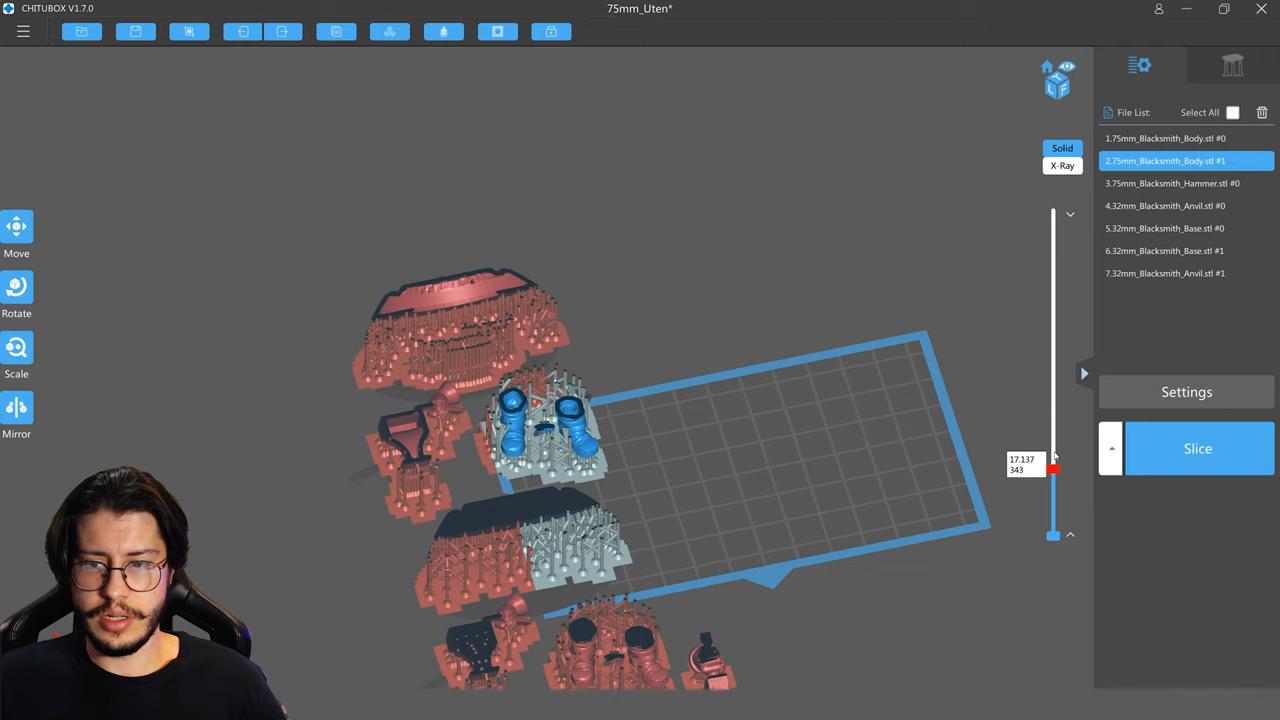 CHITUBOX V1.7.0
75mm_Uten*
File List:
Select All
1.75mm_Blacksmith_Body.stl #0
Solid
2.75mm_Blacksmith_Body.stl #1
X-Ray
3.75mm_Blacksmith_Hammer.stl #0
4.32mm_Blacksmith_Anvil.stl #0
5.32mm_Blacksmith_Base.stl #0
6.32mm_Blacksmith_Base.stl #1
7.32mm_Blacksmith_Anvil.stl #1
Move
Rotate
Scale
Mirror
Settings
Slice
17.137
343